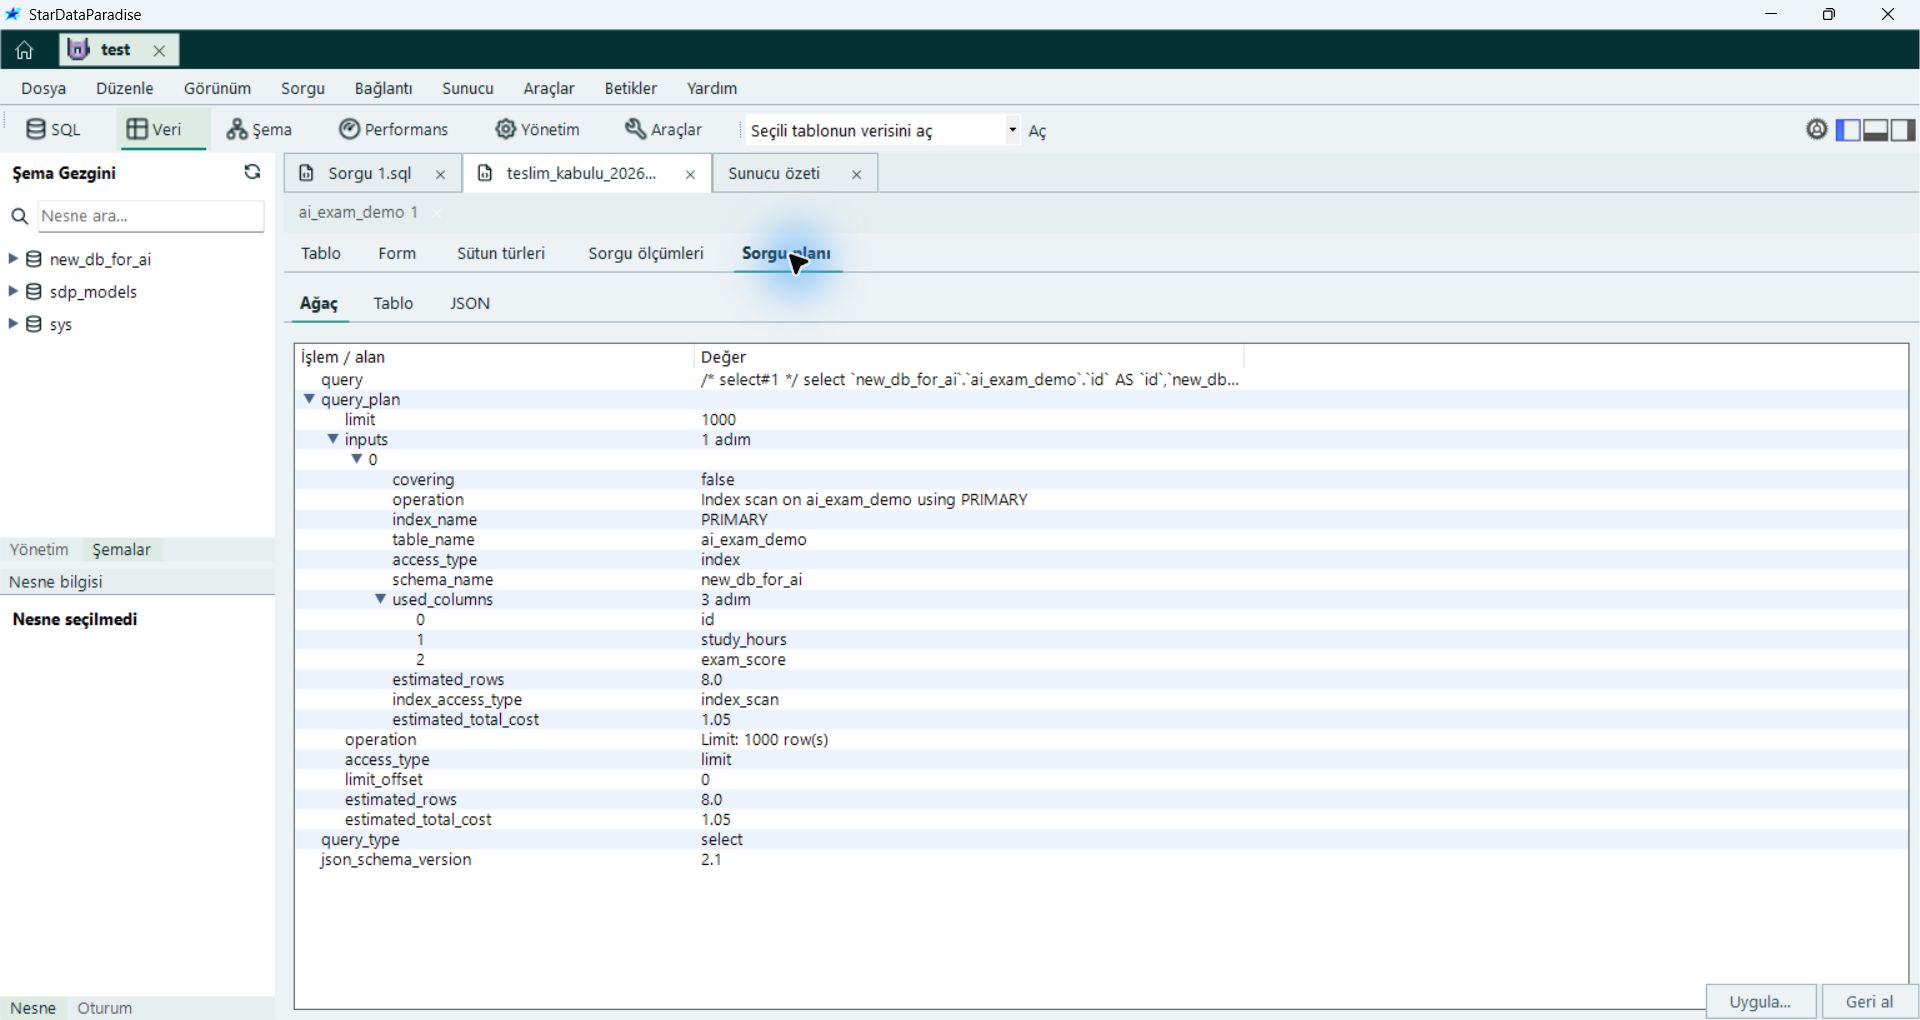 StarDataParadise
test
Dosya Düzenle Görünüm Sorgu Bağlantı Sunucu Araçlar Betikler Yardım
SQL Veri Şema Performans Yönetim Araçlar Seçili tablonun verisini aç Aç
Şema Gezgini
Nesne ara...
new_db_for_ai
sdp_models
sys
Yönetim Şemalar
Nesne bilgisi
Nesne seçilmedi
Nesne Oturum
Sorgu 1.sql teslim_kabulu_2026... Sunucu özeti
ai_exam_demo 1
Tablo Form Sütun türleri Sorgu ölçümleri Sorgu planı
Ağaç Tablo JSON
İşlem / alan Değer
query /* select#1 */ select `new_db_for_ai`.`ai_exam_demo`.`id` AS `id`,`new_db...
query_plan
limit 1000
inputs 1 adım
0
covering false
operation Index scan on ai_exam_demo using PRIMARY
index_name PRIMARY
table_name ai_exam_demo
access_type index
schema_name new_db_for_ai
used_columns 3 adım
0 id
1 study_hours
2 exam_score
estimated_rows 8.0
index_access_type index_scan
estimated_total_cost 1.05
operation Limit: 1000 row(s)
access_type limit
limit_offset 0
estimated_rows 8.0
estimated_total_cost 1.05
query_type select
json_schema_version 2.1
Uygula... Geri al